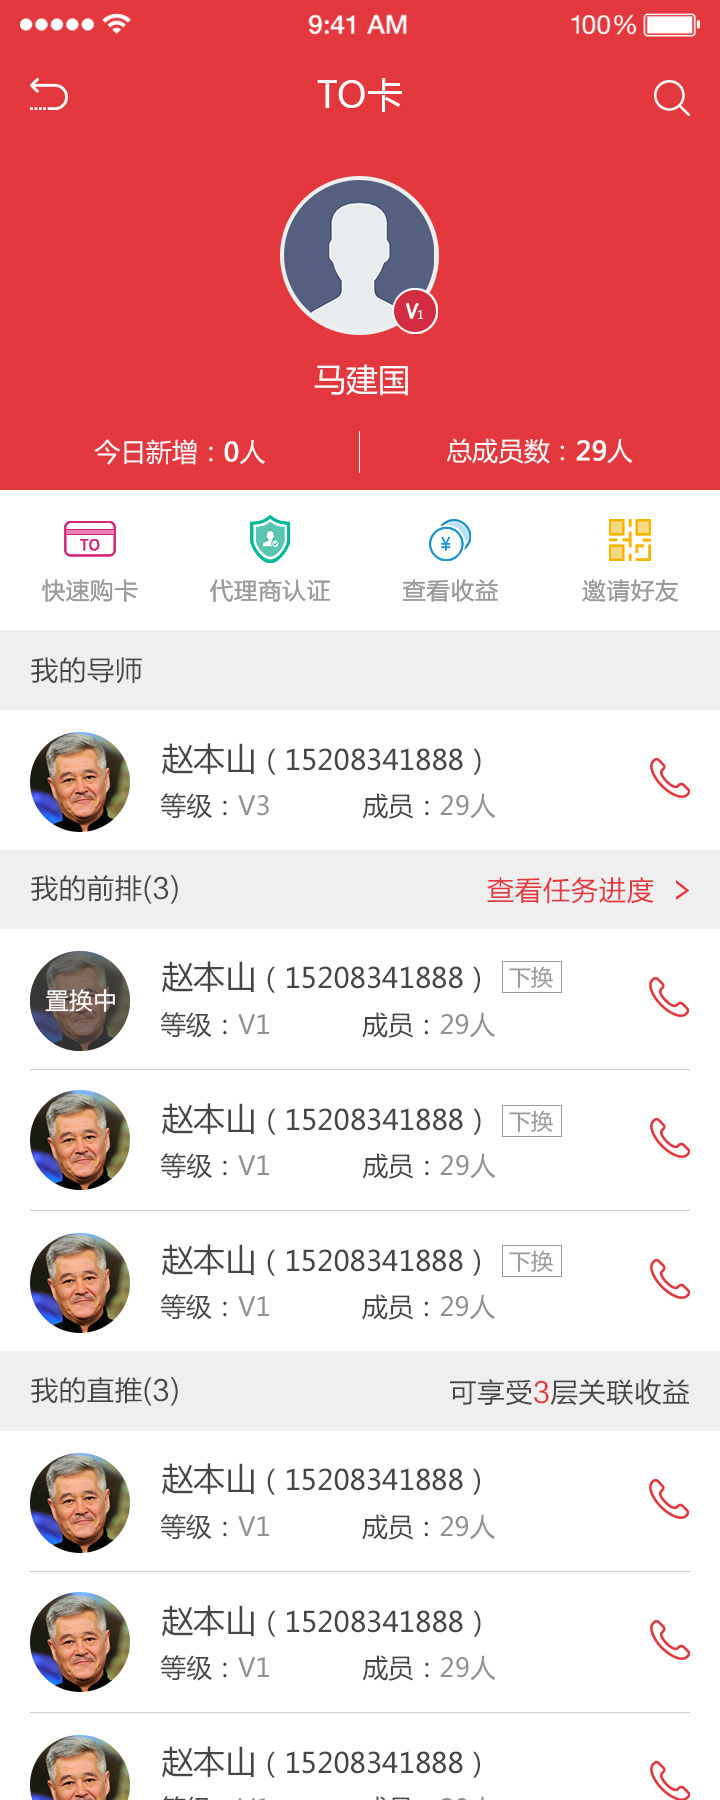 9:41 AM 100%
TO卡
V1
马建国
今日新增：0人 总成员数：29人
TO ¥
快速购卡 代理商认证 查看收益 邀请好友
我的导师
赵本山（15208341888）
等级：V3 成员：29人
我的前排(3) 查看任务进度 >
置换中
赵本山（15208341888） 下换
等级：V1 成员：29人
赵本山（15208341888） 下换
等级：V1 成员：29人
赵本山（15208341888） 下换
等级：V1 成员：29人
我的直推(3) 可享受3层关联收益
赵本山（15208341888）
等级：V1 成员：29人
赵本山（15208341888）
等级：V1 成员：29人
赵本山（15208341888）